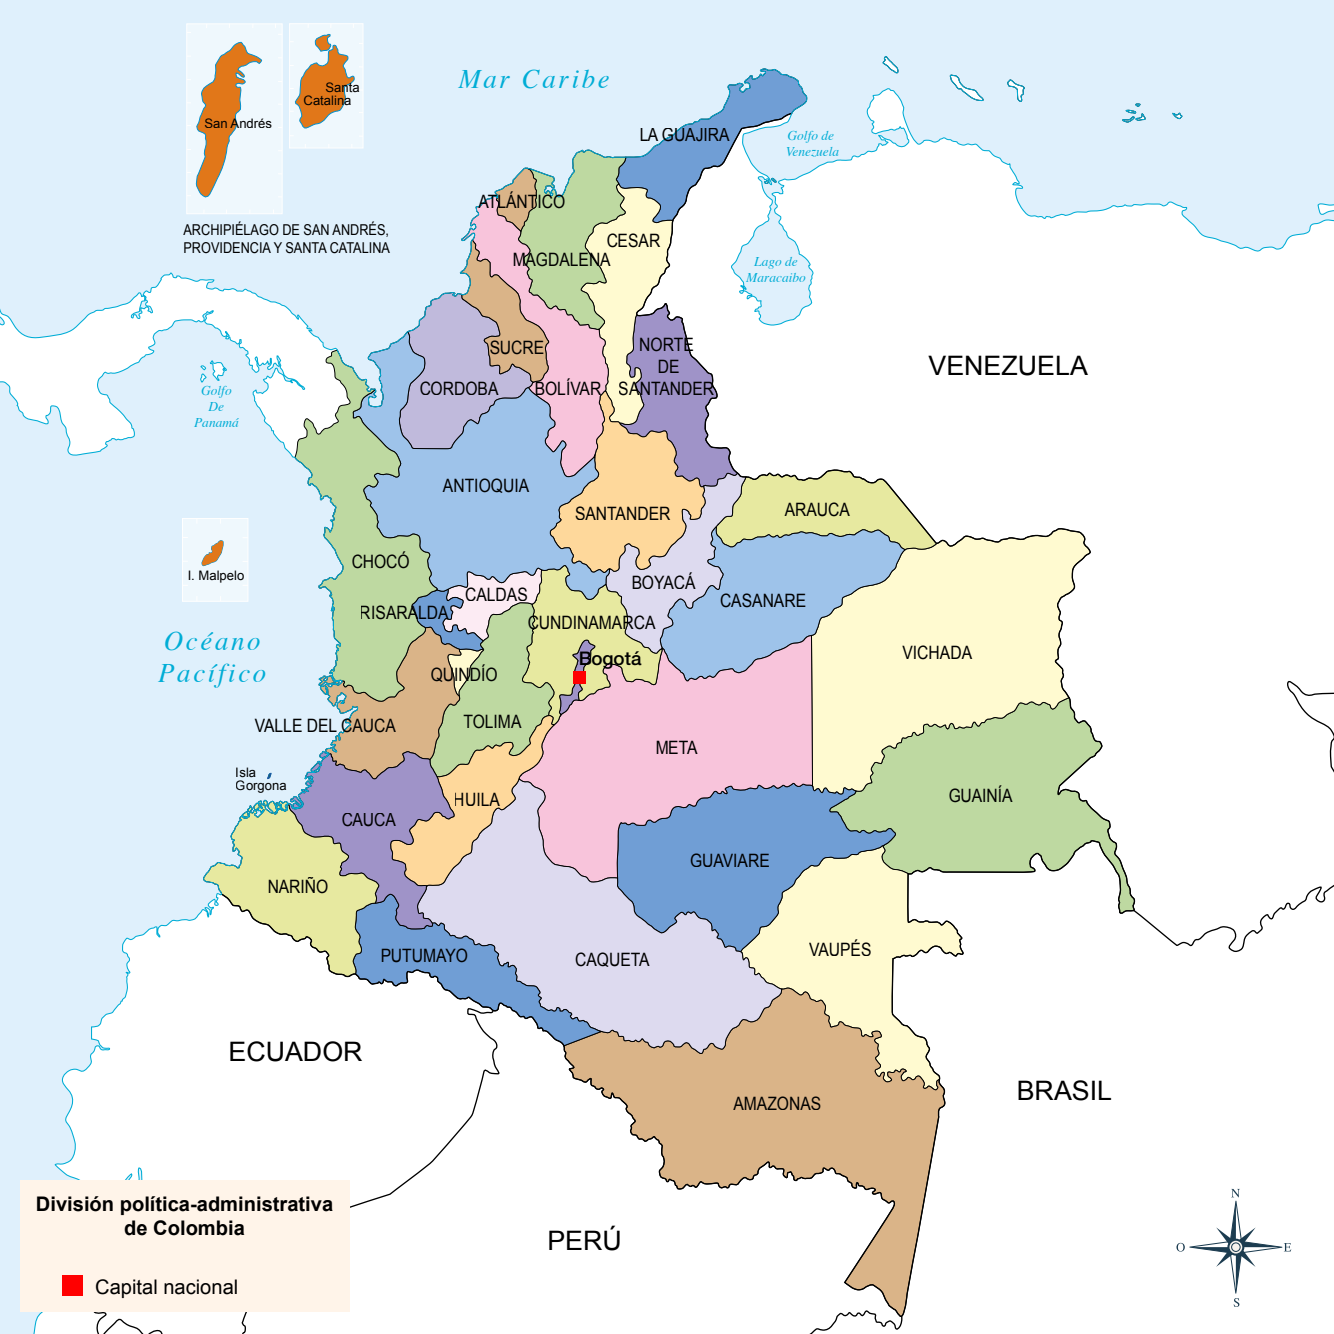 Mar Caribe
Santa
Catalina
San Andrés
LA GUAJIRA
Golfo de
Venezuela
ATLÁNTICO
ARCHIPIÉLAGO DE SAN ANDRÉS,
PROVIDENCIA Y SANTA CATALINA
CESAR
MAGDALENA
Lago de
Maracaibo
NORTE
DE
SANTANDER
SUCRE
VENEZUELA
CORDOBA
BOLÍVAR
Golfo
De
Panamá
ANTIOQUIA
SANTANDER
ARAUCA
CHOCÓ
I. Malpelo
BOYACÁ
CALDAS
CASANARE
RISARALDA
CUNDINAMARCA
Océano
Pacífico
VICHADA
Bogotá
QUINDÍO
TOLIMA
VALLE DEL CAUCA
META
Isla
Gorgona
HUILA
GUAINÍA
CAUCA
GUAVIARE
NARIÑO
VAUPÉS
PUTUMAYO
CAQUETA
ECUADOR
BRASIL
AMAZONAS
PERÚ
División política-administrativa
de Colombia
Capital nacional
N
O
E
S